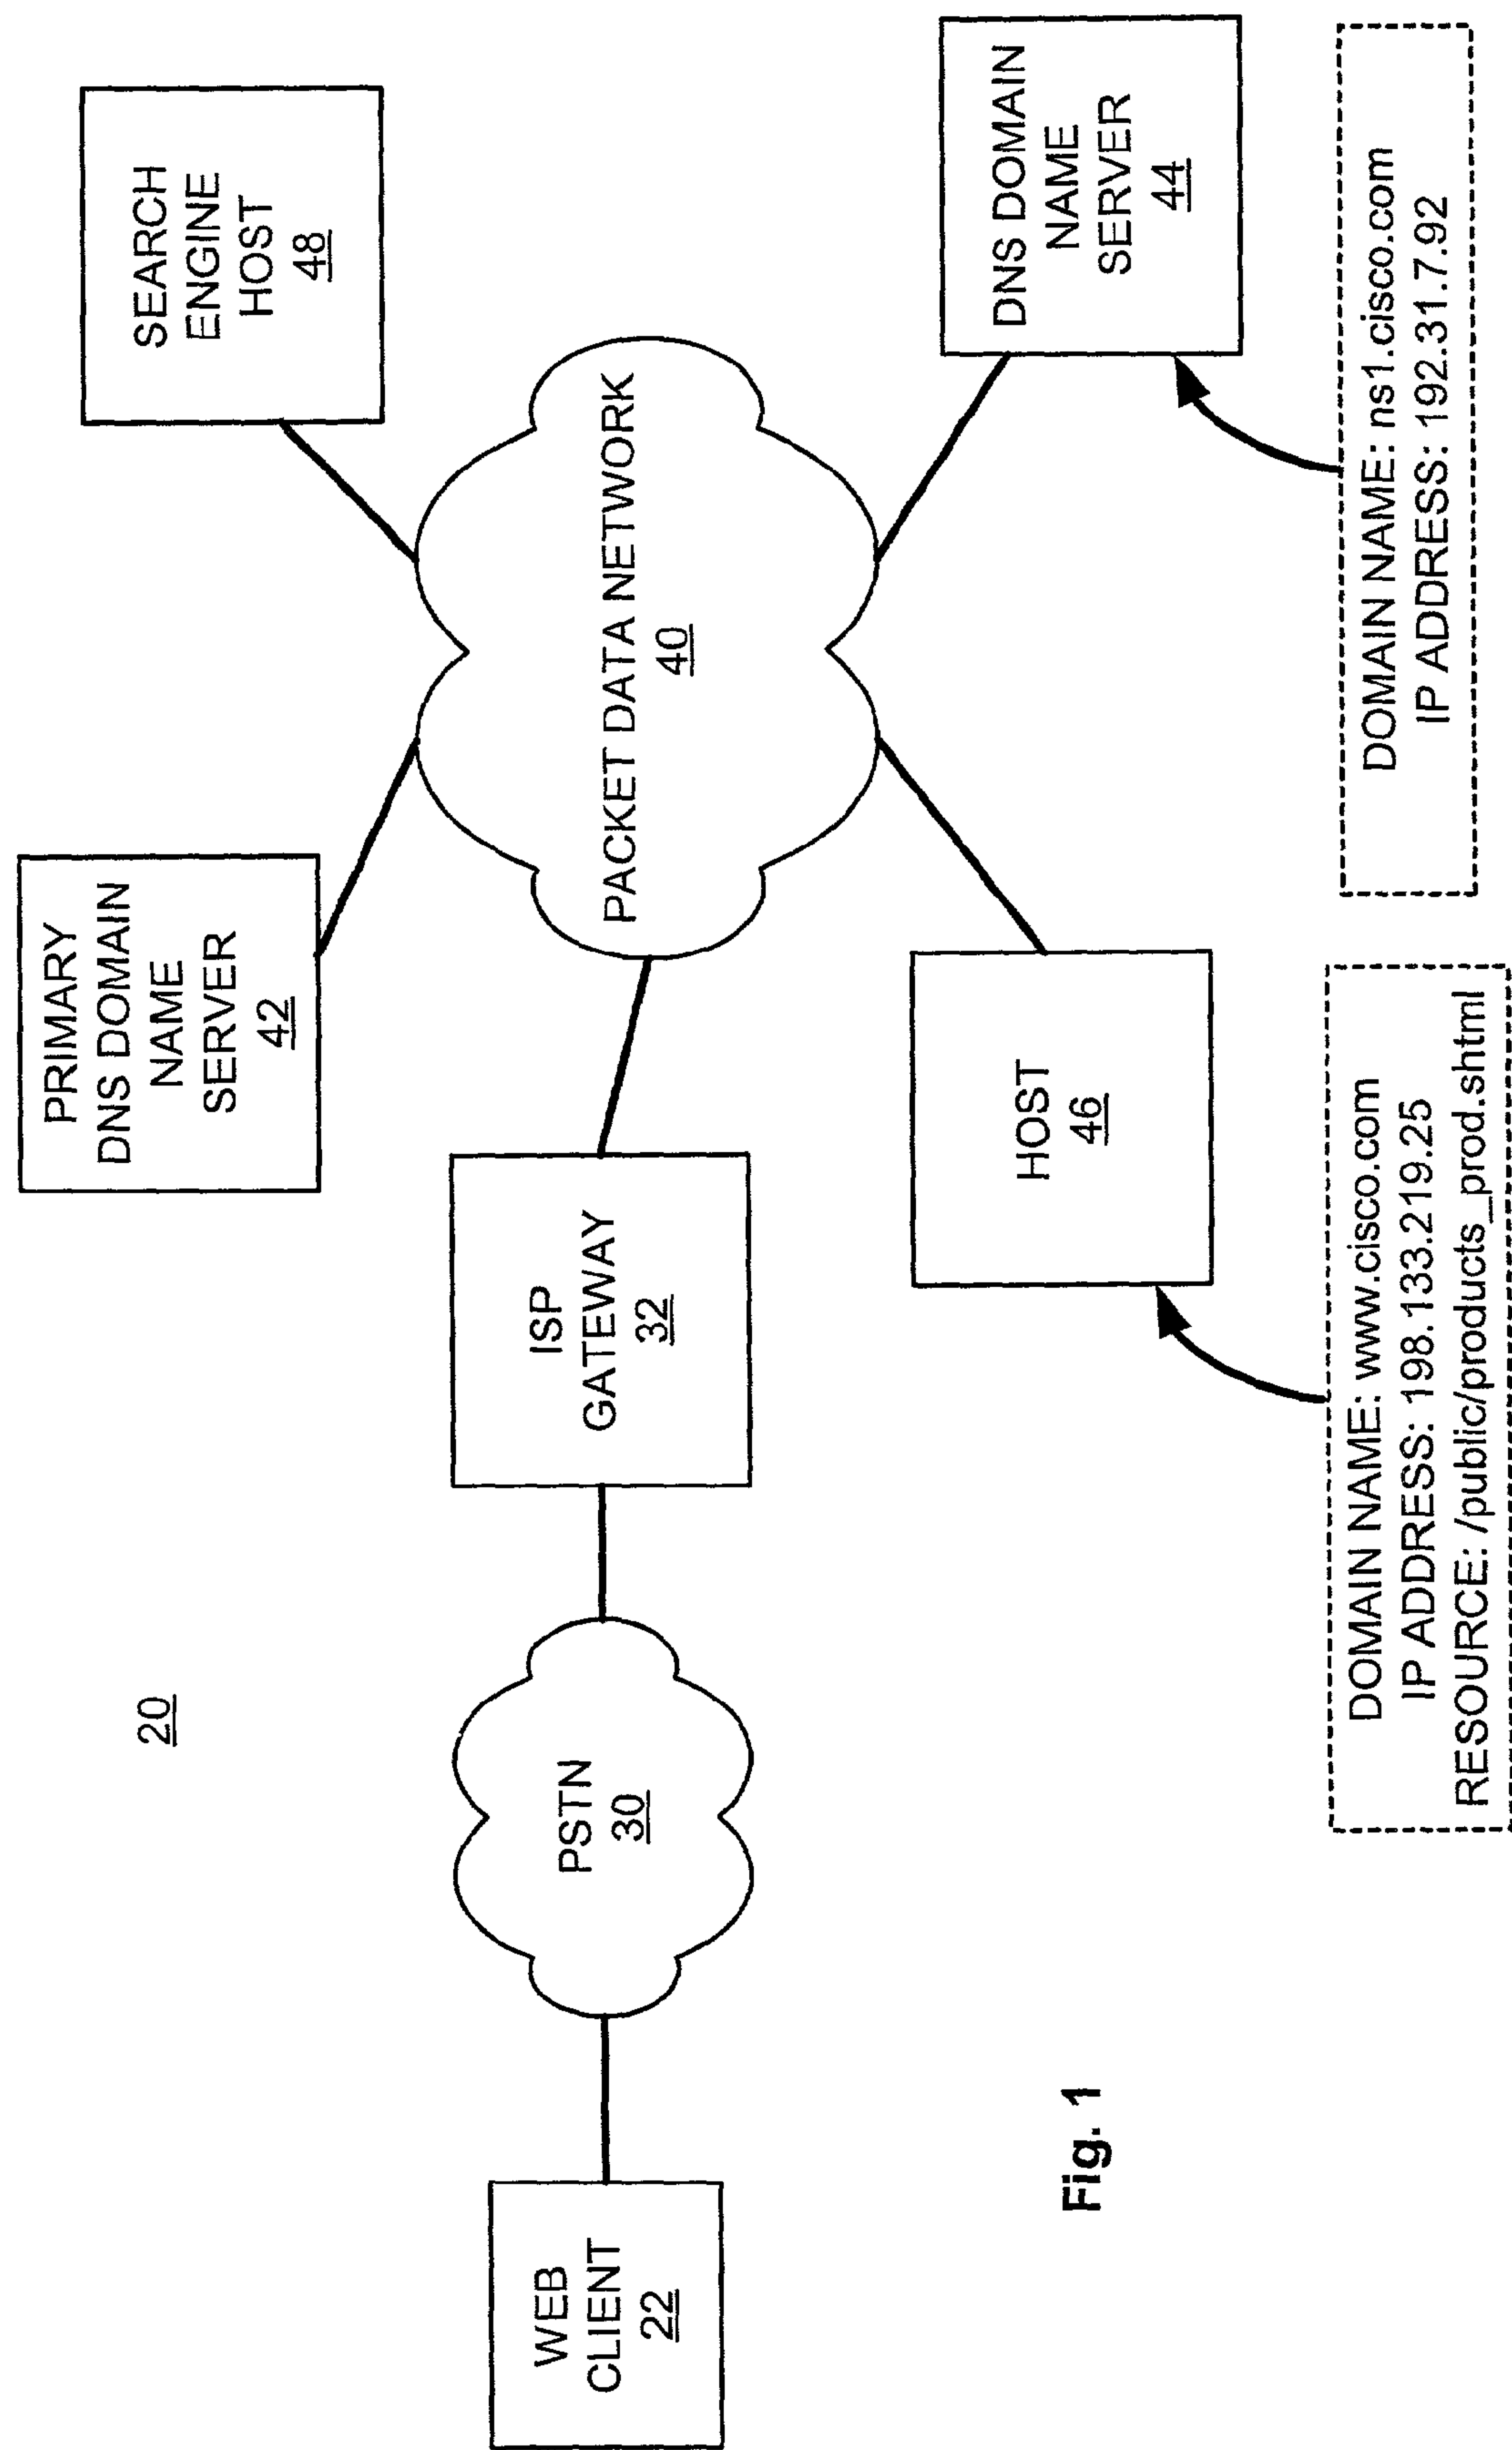 20
PRIMARY
DNS DOMAIN
NAME
SERVER
42
SEARCH
ENGINE
HOST
48
WEB
CLIENT
22
PSTN
30
ISP
GATEWAY
32
PACKET DATA NETWORK
40
HOST
46
DNS DOMAIN
NAME
SERVER
44
Fig. 1
DOMAIN NAME: www.cisco.com
IP ADDRESS: 198.133.219.25
RESOURCE: /public/products_prod.shtml
DOMAIN NAME: ns1.cisco.com
IP ADDRESS: 192.31.7.92